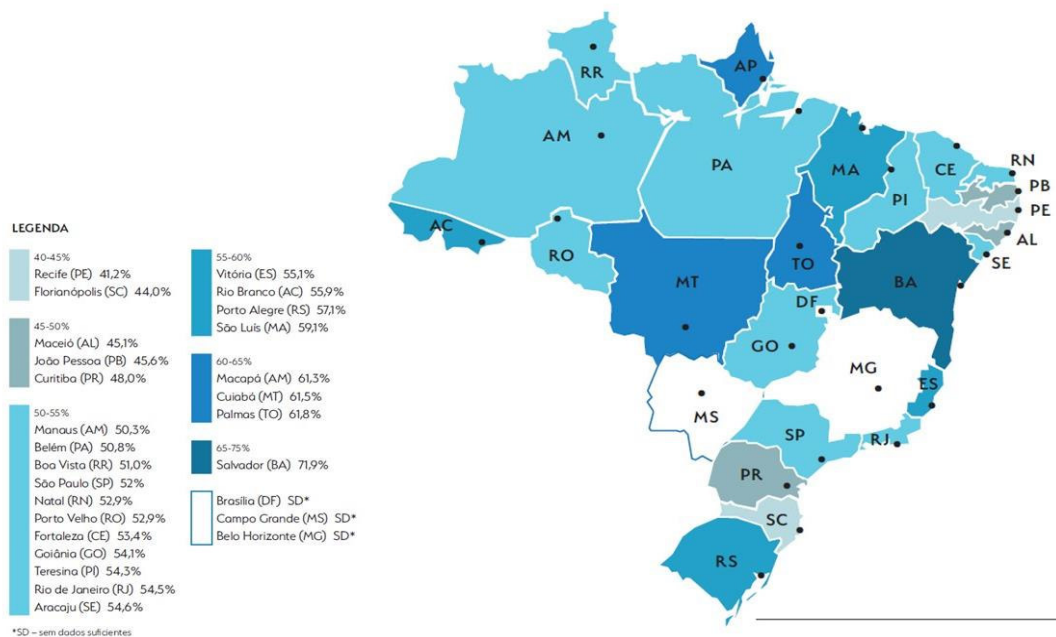 LEGENDA
40-45%
Recife (PE) 41,2%
Florianópolis (SC) 44,0%
45-50%
Maceió (AL) 45,1%
João Pessoa (PB) 45,6%
Curitiba (PR) 48,0%
50-55%
Manaus (AM) 50,3%
Belém (PA) 50,8%
Boa Vista (RR) 51,0%
São Paulo (SP) 52%
Natal (RN) 52,9%
Porto Velho (RO) 52,9%
Fortaleza (CE) 53,4%
Goiânia (GO) 54,1%
Teresina (PI) 54,3%
Rio de Janeiro (RJ) 54,5%
Aracaju (SE) 54,6%
*SD – sem dados suficientes
55-60%
Vitória (ES) 55,1%
Rio Branco (AC) 55,9%
Porto Alegre (RS) 57,1%
São Luís (MA) 59,1%
60-65%
Macapá (AM) 61,3%
Cuiabá (MT) 61,5%
Palmas (TO) 61,8%
65-75%
Salvador (BA) 71,9%
Brasília (DF) SD*
Campo Grande (MS) SD*
Belo Horizonte (MG) SD*
RR
AP
AM
PA
MA
CE
RN
PB
PI
PE
AC
AL
RO
TO
SE
MT
BA
DF
GO
MG
ES
MS
SP
RJ
PR
SC
RS